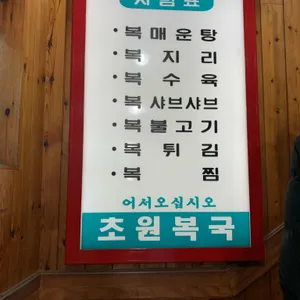 차림표
• 복매운탕
• 복지리
• 복수육
• 복샤브샤브
• 복불고기
• 복튀김
• 복찜
어서오십시오
초원복국